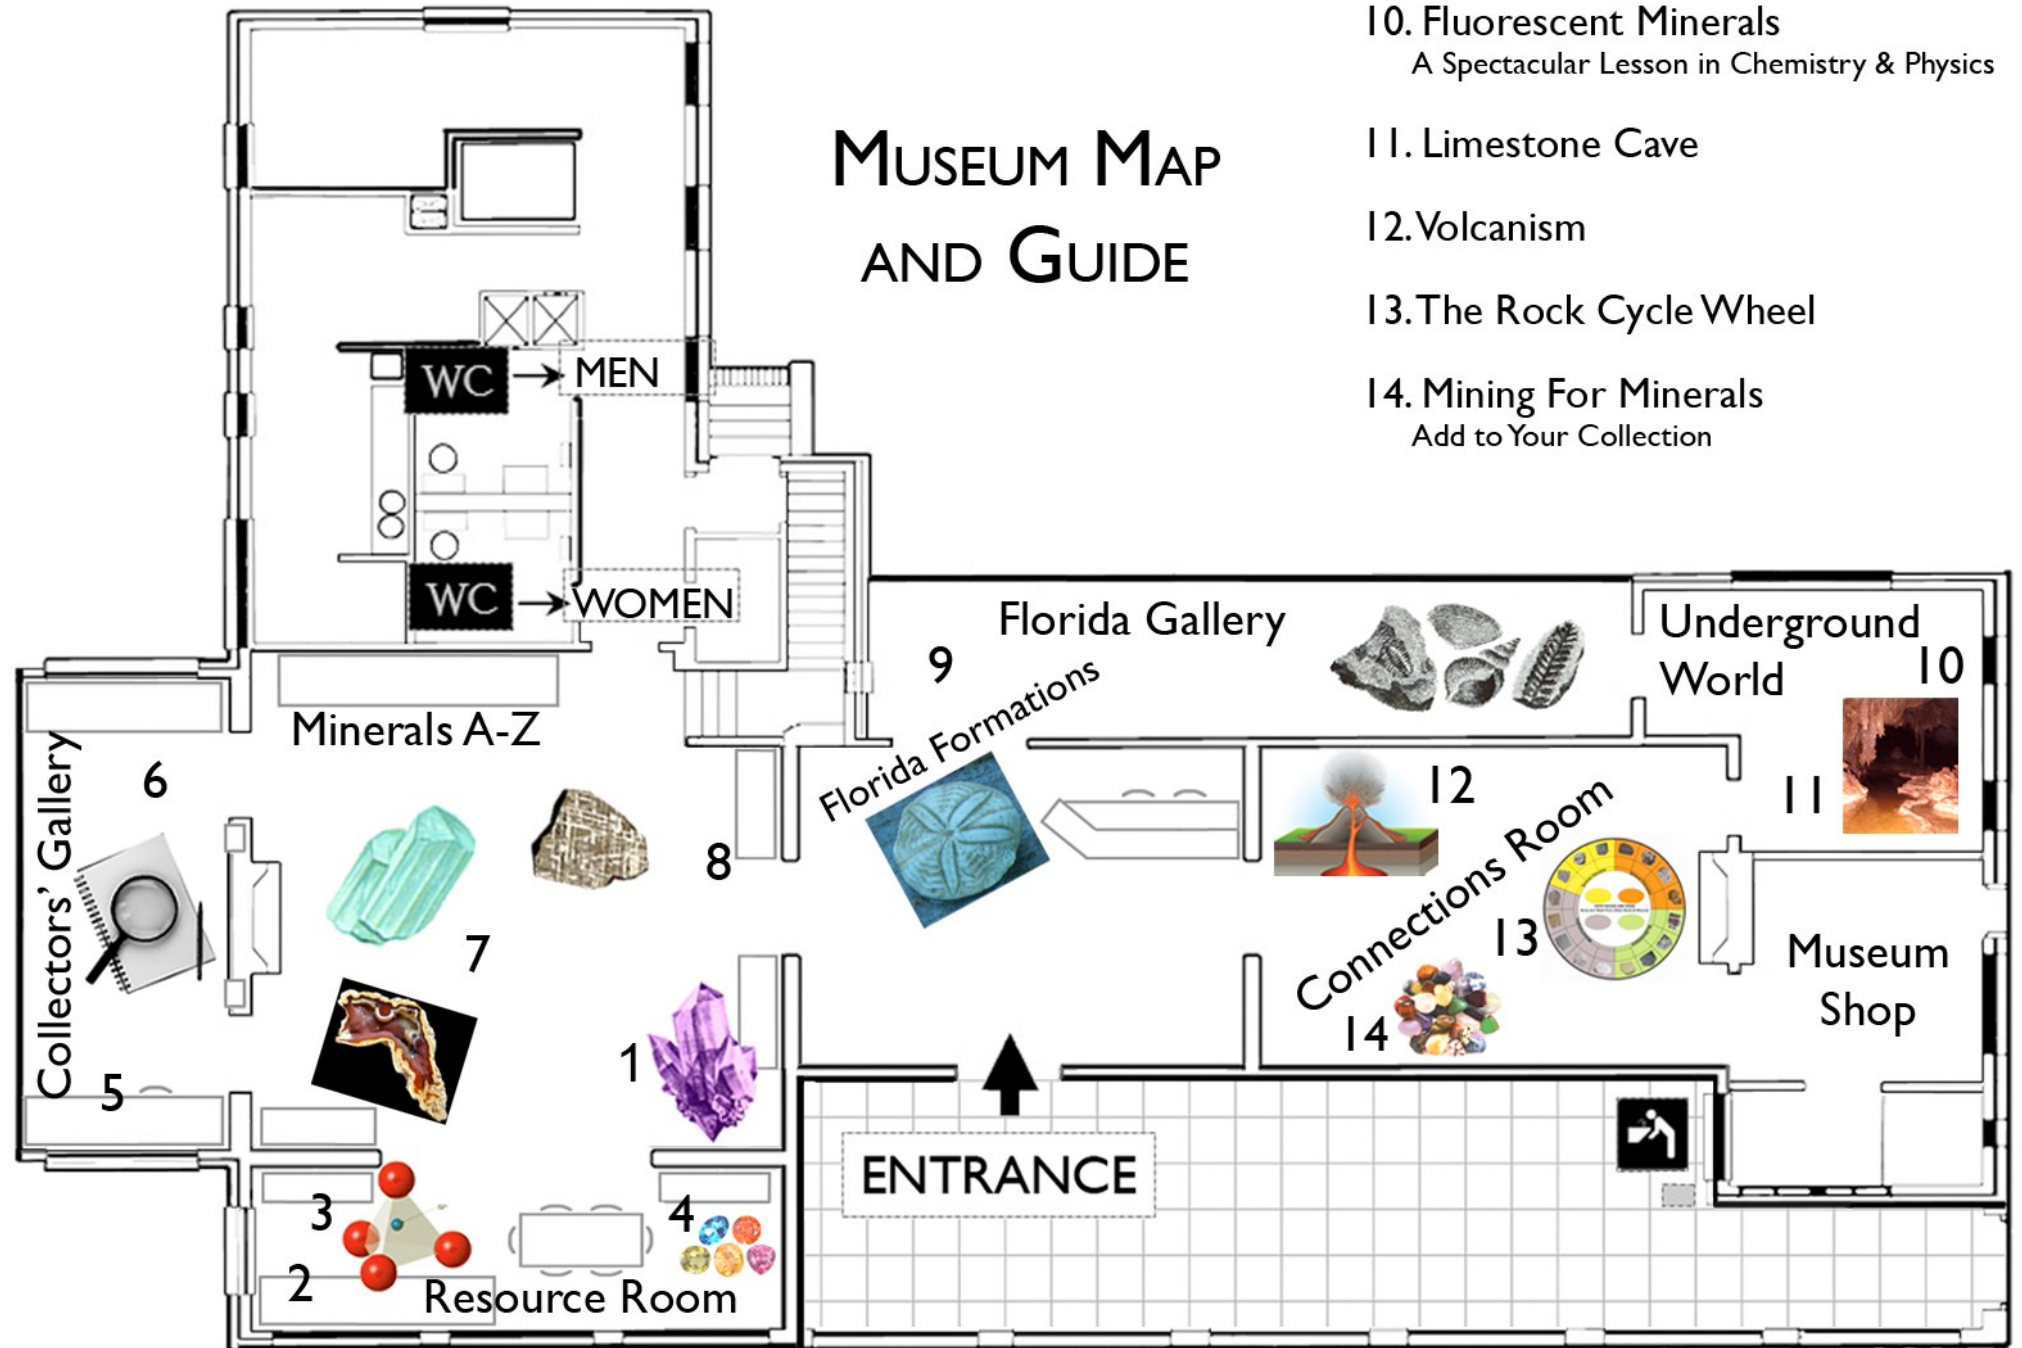 10. Fluorescent Minerals
A Spectacular Lesson in Chemistry & Physics
11. Limestone Cave
12. Volcanism
13. The Rock Cycle Wheel
14. Mining For Minerals
Add to Your Collection
MUSEUM MAP
AND GUIDE
WC
MEN
WC
WOMEN
Florida Gallery
9
Florida Formations
Underground
World
10
11
Minerals A-Z
Collectors' Gallery
6
5
7
8
1
12
Connections Room
13
14
Museum
Shop
ENTRANCE
3
2
4
Resource Room